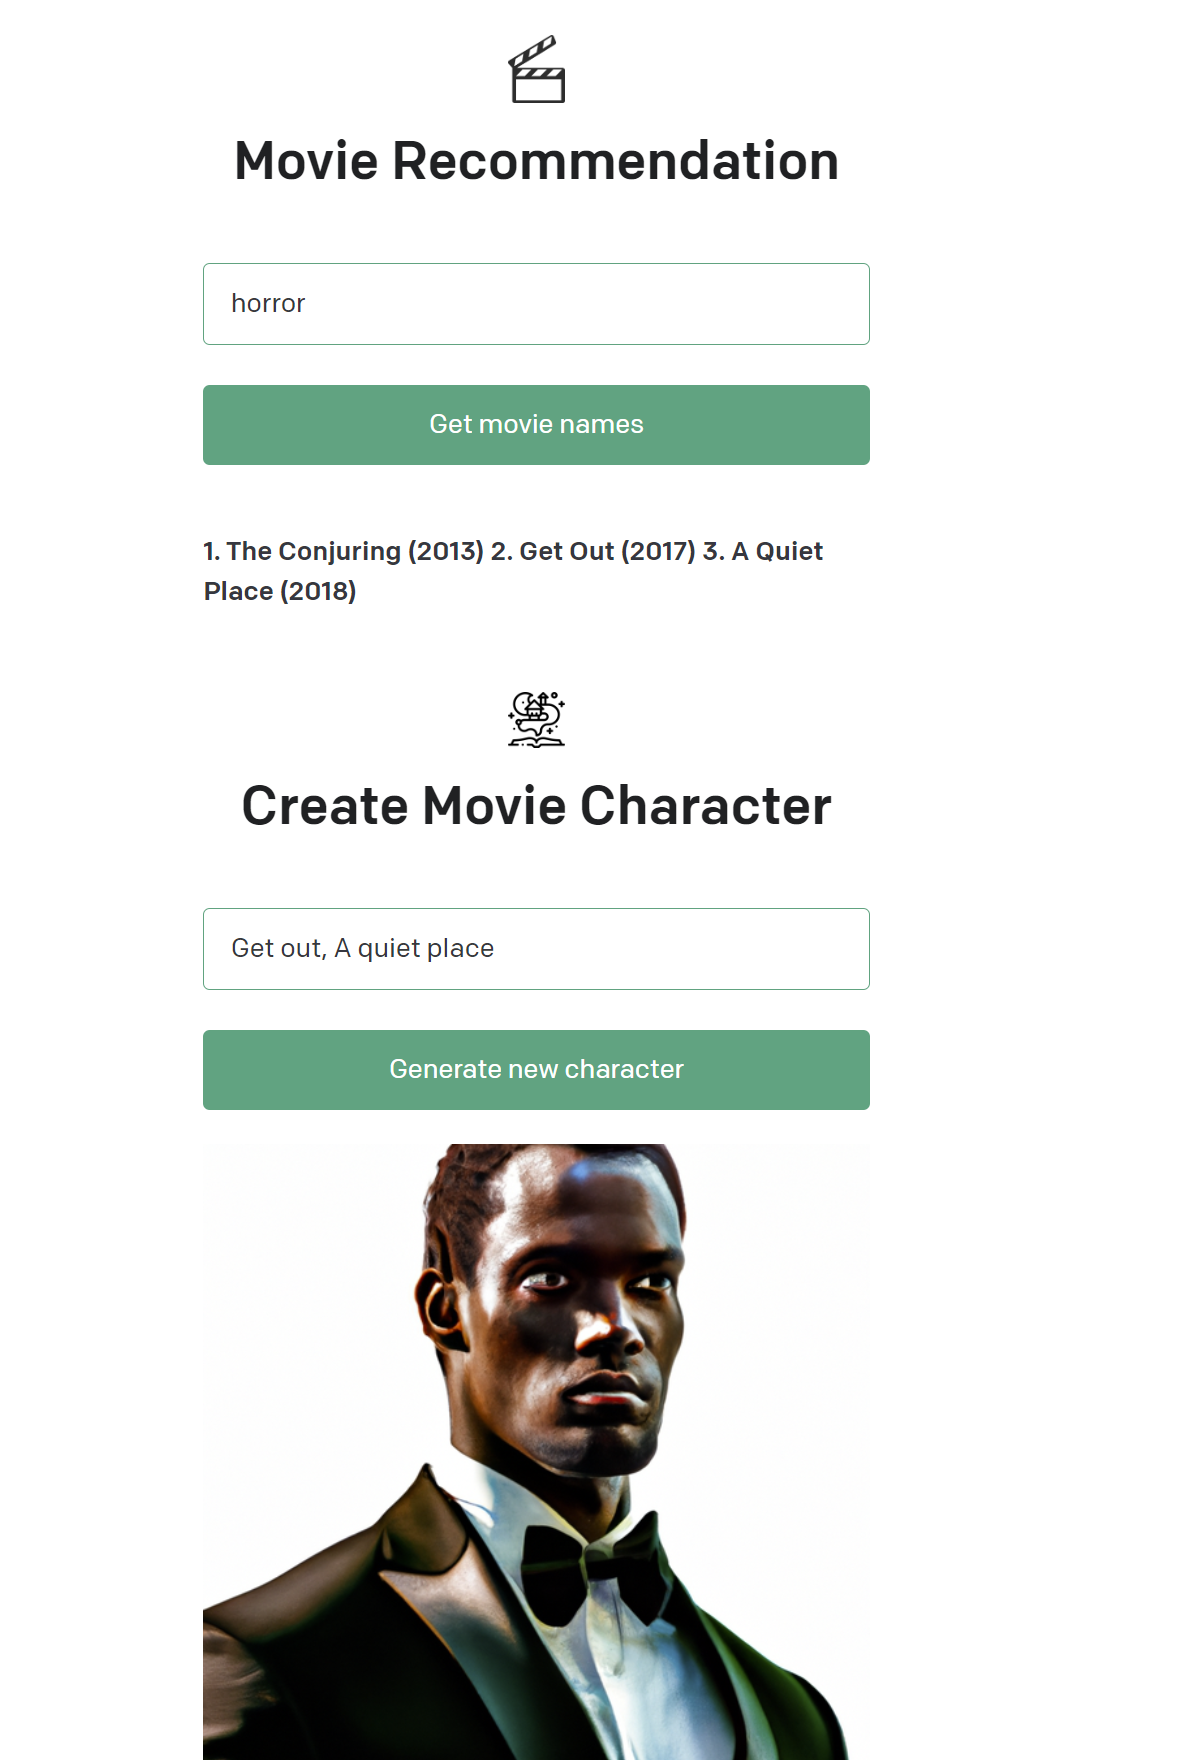 Movie Recommendation
horror
Get movie names
1. The Conjuring (2013) 2. Get Out (2017) 3. A Quiet
Place (2018)
Create Movie Character
Get out, A quiet place
Generate new character